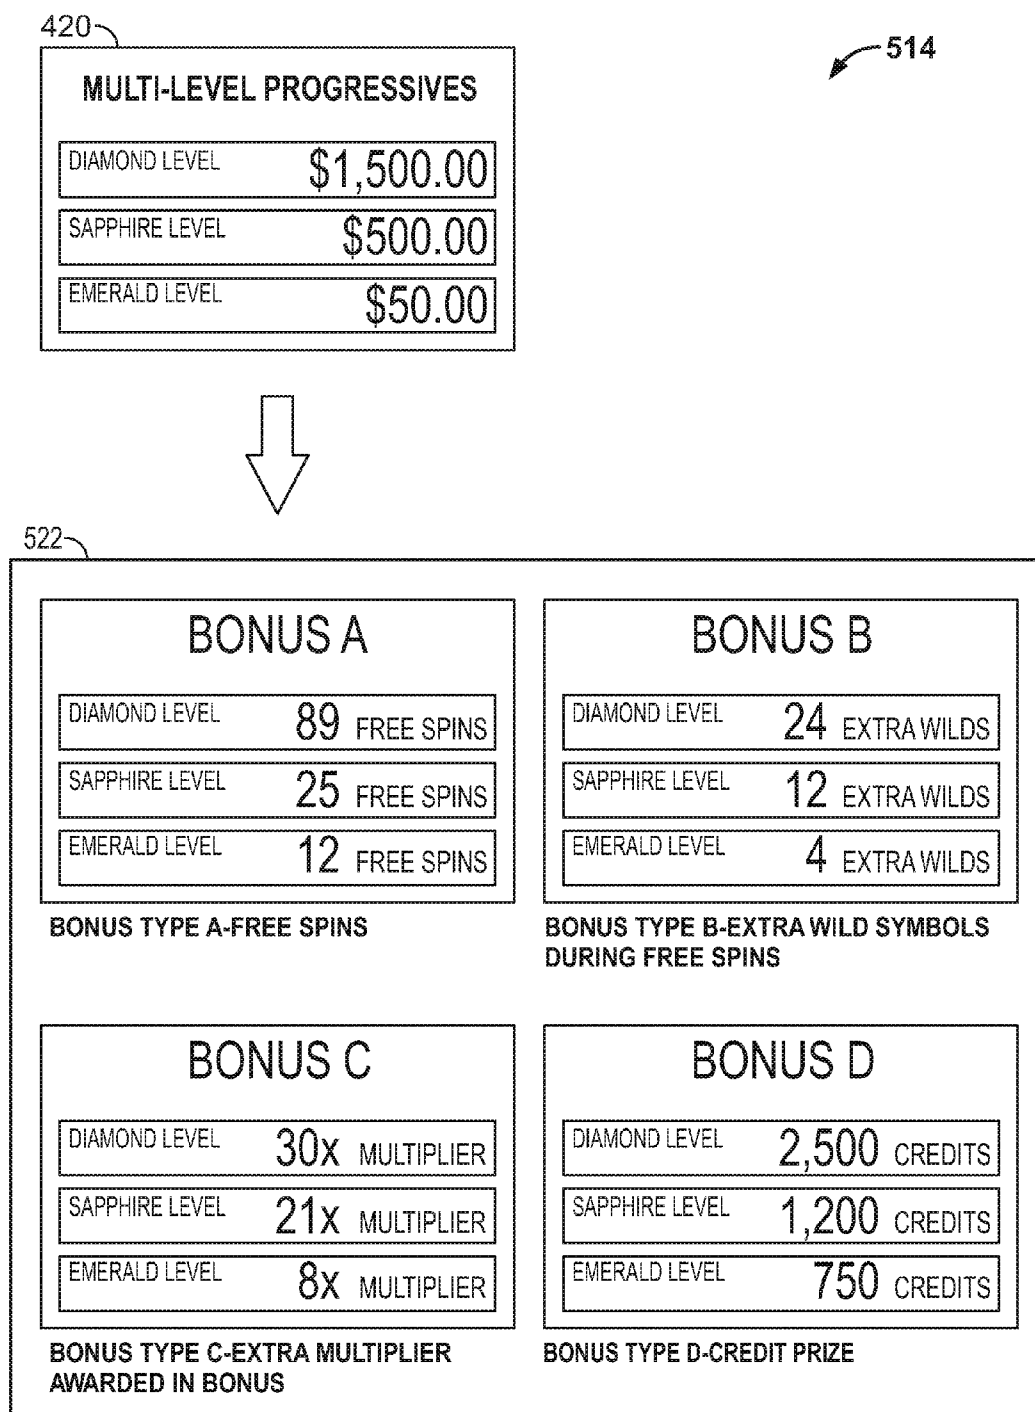 420
514
MULTI-LEVEL PROGRESSIVES
DIAMOND LEVEL $1,500.00
SAPPHIRE LEVEL $500.00
EMERALD LEVEL $50.00
522
BONUS A
DIAMOND LEVEL 89 FREE SPINS
SAPPHIRE LEVEL 25 FREE SPINS
EMERALD LEVEL 12 FREE SPINS
BONUS TYPE A-FREE SPINS
BONUS B
DIAMOND LEVEL 24 EXTRA WILDS
SAPPHIRE LEVEL 12 EXTRA WILDS
EMERALD LEVEL 4 EXTRA WILDS
BONUS TYPE B-EXTRA WILD SYMBOLS
DURING FREE SPINS
BONUS C
DIAMOND LEVEL 30x MULTIPLIER
SAPPHIRE LEVEL 21x MULTIPLIER
EMERALD LEVEL 8x MULTIPLIER
BONUS TYPE C-EXTRA MULTIPLIER
AWARDED IN BONUS
BONUS D
DIAMOND LEVEL 2,500 CREDITS
SAPPHIRE LEVEL 1,200 CREDITS
EMERALD LEVEL 750 CREDITS
BONUS TYPE D-CREDIT PRIZE